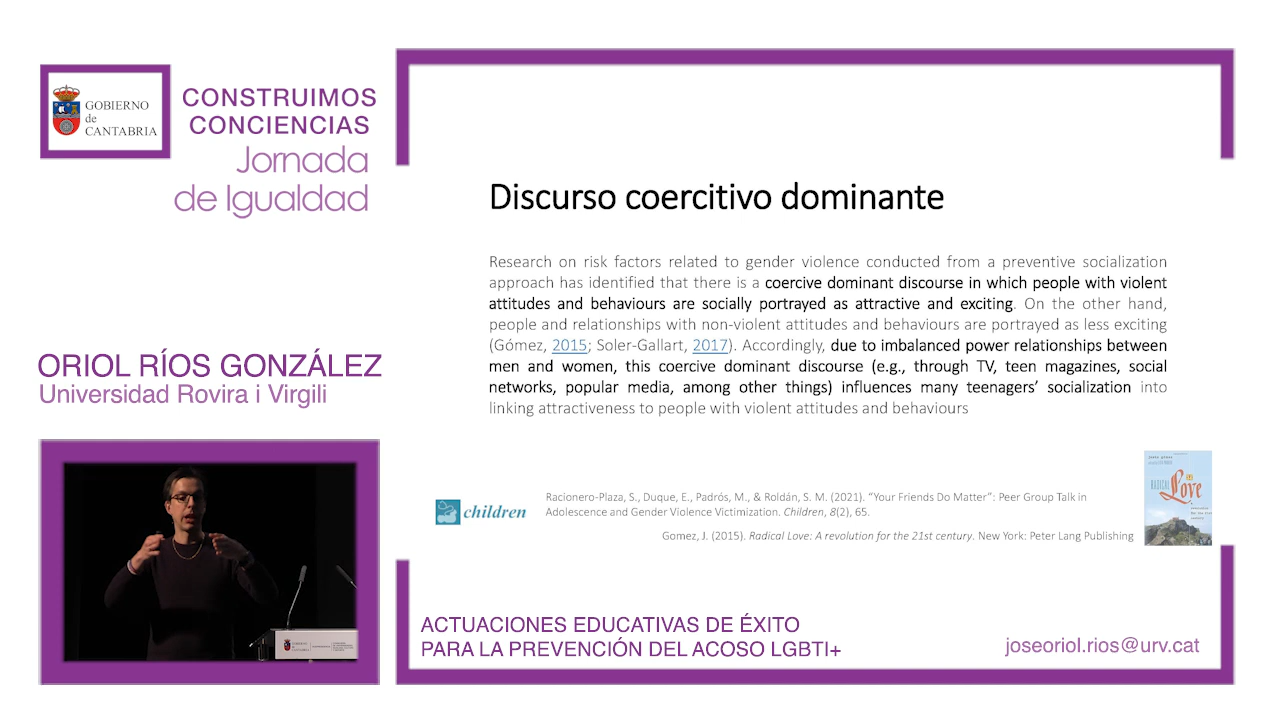 GOBIERNO
de
CANTABRIA
CONSTRUIMOS
CONCIENCIAS
Jornada
de Igualdad
ORIOL RÍOS GONZÁLEZ
Universidad Rovira i Virgili
Discurso coercitivo dominante
Research on risk factors related to gender violence conducted from a preventive socialization
approach has identified that there is a coercive dominant discourse in which people with violent
attitudes and behaviours are socially portrayed as attractive and exciting. On the other hand,
people and relationships with non-violent attitudes and behaviours are portrayed as less exciting
(Gómez, 2015; Soler-Gallart, 2017). Accordingly, due to imbalanced power relationships between
men and women, this coercive dominant discourse (e.g., through TV, teen magazines, social
networks, popular media, among other things) influences many teenagers' socialization into
linking attractiveness to people with violent attitudes and behaviours
children
Racionero-Plaza, S., Duque, E., Padrós, M., & Roldán, S. M. (2021). "Your Friends Do Matter": Peer Group Talk in
Adolescence and Gender Violence Victimization. Children, 8(2), 65.
Gomez, J. (2015). Radical Love: A revolution for the 21st century. New York: Peter Lang Publishing
RADICAL
Love
ACTUACIONES EDUCATIVAS DE ÉXITO
PARA LA PREVENCIÓN DEL ACOSO LGBTI+
joseoriol.rios@urv.cat